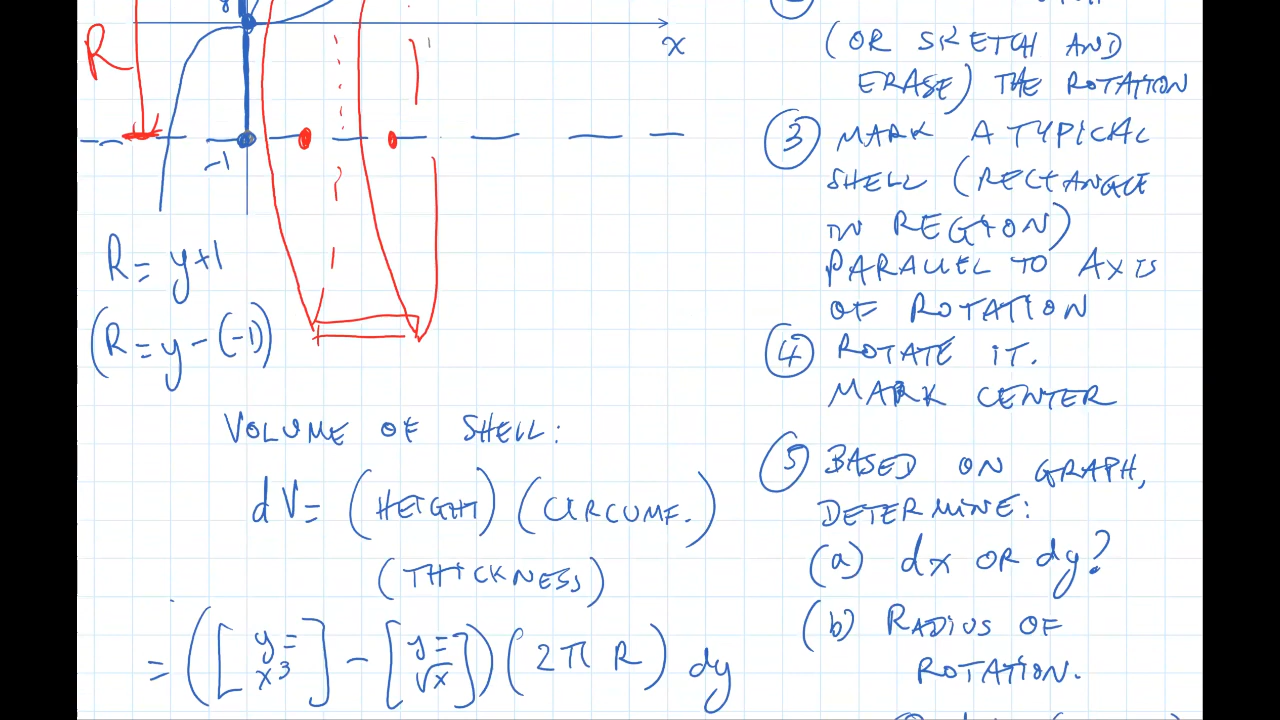 R
x
-1
R = y+1
(R = y - (-1))
VOLUME OF SHELL:
dV = (HEIGHT) (CIRCUMF.)
(THICKNESS)
= ([y = x³] - [y = √x]) (2π R) dy
(OR SKETCH AND
ERASE) THE ROTATION
③ MARK A TYPICAL
SHELL (RECTANGLE
IN REGION)
PARALLEL TO AXIS
OF ROTATION
④ ROTATE IT.
MARK CENTER
⑤ BASED ON GRAPH,
DETERMINE:
(a) dx OR dy?
(b) RADIUS OF
ROTATION.